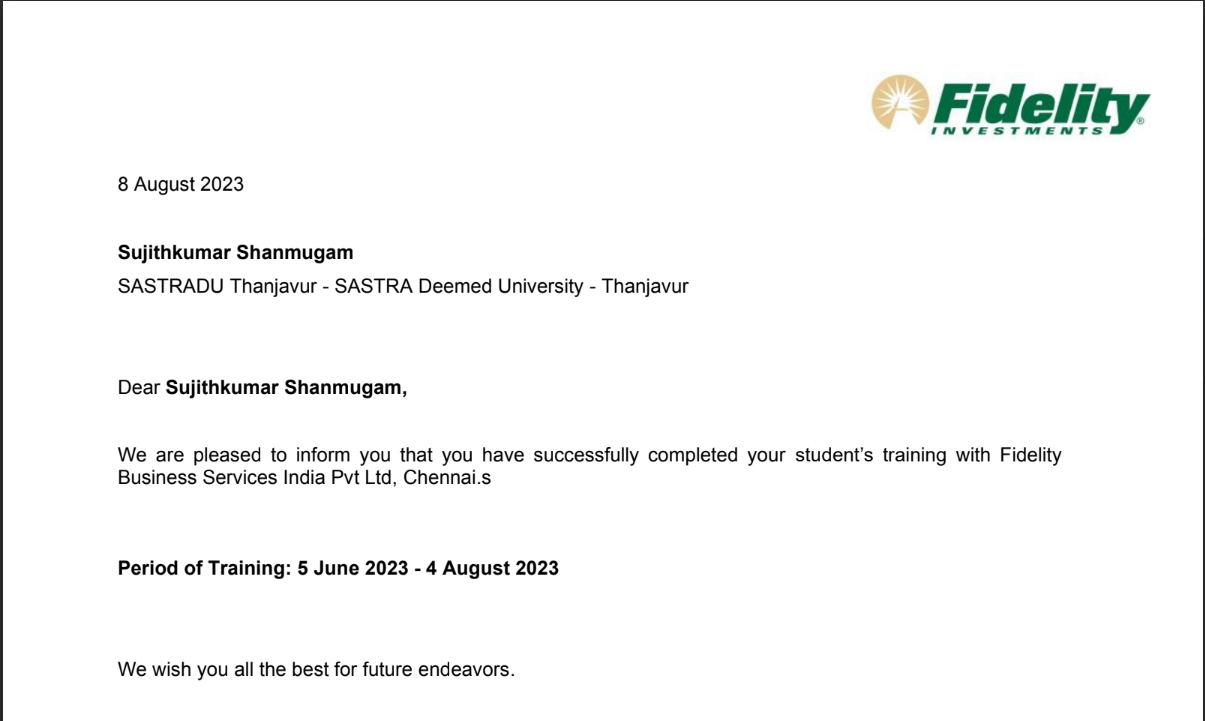 Fidelity
INVESTMENTS®
8 August 2023
Sujithkumar Shanmugam
SASTRADU Thanjavur - SASTRA Deemed University - Thanjavur
Dear Sujithkumar Shanmugam,
We are pleased to inform you that you have successfully completed your student’s training with Fidelity
Business Services India Pvt Ltd, Chennai.s
Period of Training: 5 June 2023 - 4 August 2023
We wish you all the best for future endeavors.